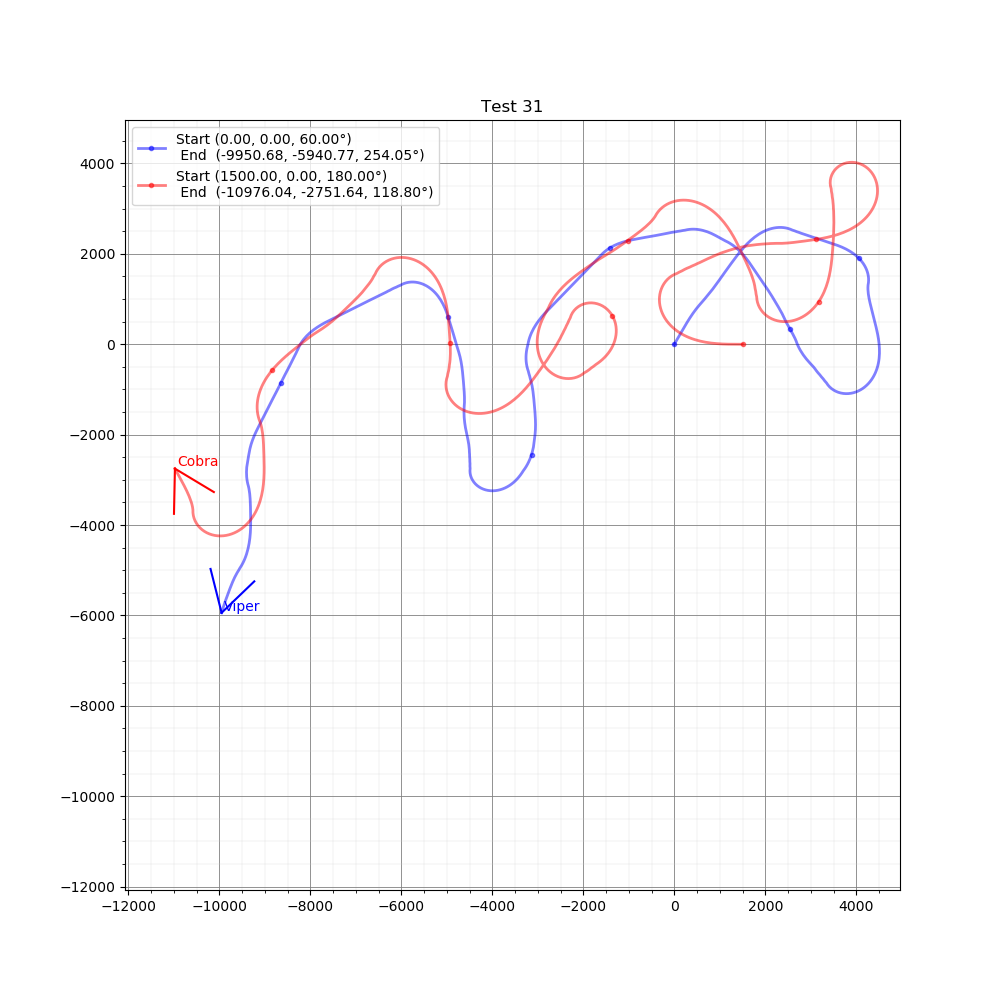 Test 31
Start (0.00, 0.00, 60.00°)
End (-9950.68, -5940.77, 254.05°)
Start (1500.00, 0.00, 180.00°)
End (-10976.04, -2751.64, 118.80°)
4000
2000
0
−2000
−4000
−6000
−8000
−10000
−12000
Cobra
Viper
−12000 −10000 −8000 −6000 −4000 −2000 0 2000 4000